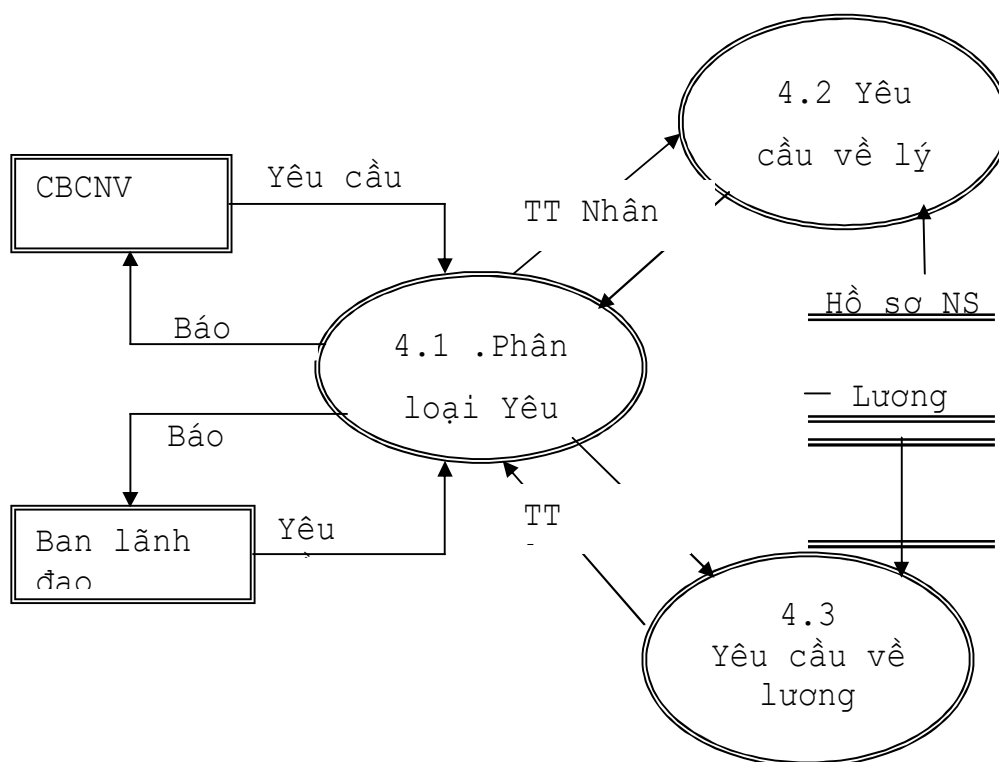 4.2 Yêu
cầu về lý
CBCNV
Yêu cầu
TT Nhân
Hồ sơ NS
Báo
4.1 .Phân
loại Yêu
Lương
Báo
TT
Yêu
Ban lãnh
đạo
4.3
Yêu cầu về
lương